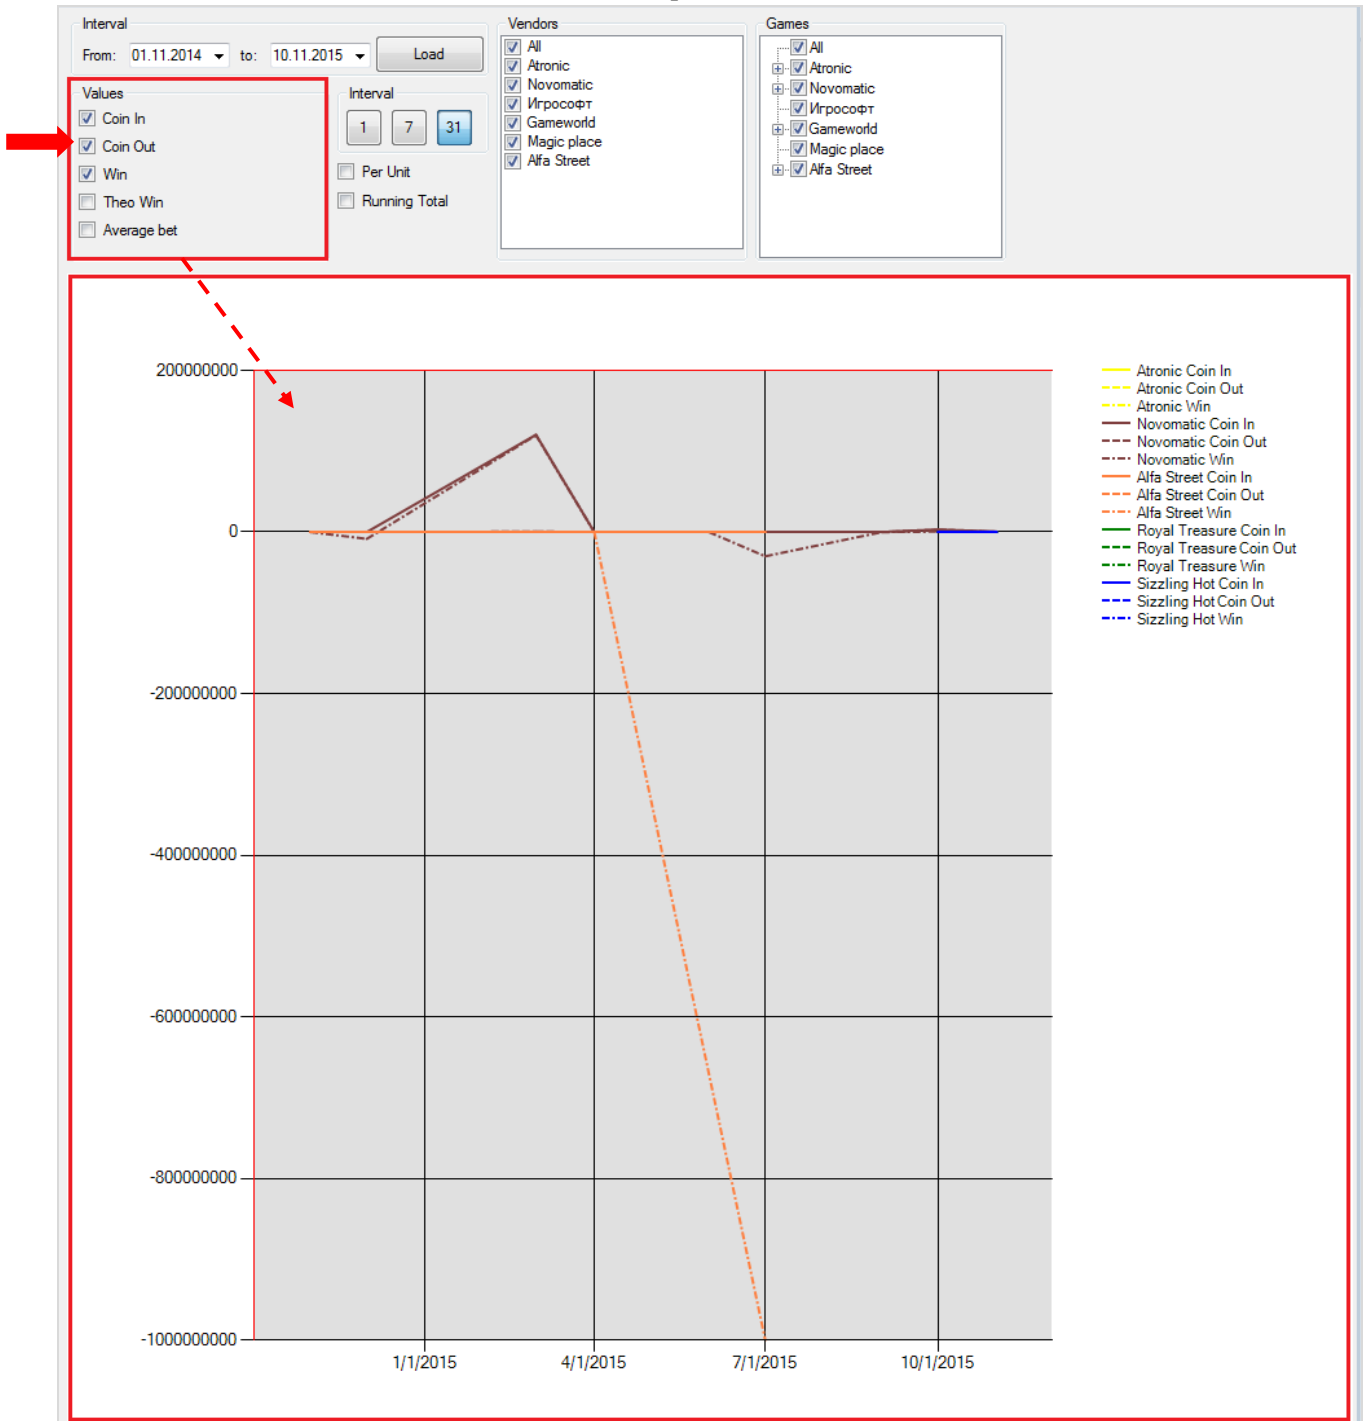 Interval
From: 01.11.2014 to: 10.11.2015 Load
Values
Coin In
Coin Out
Win
Theo Win
Average bet
Interval
1 7 31
Per Unit
Running Total
Vendors
All
Atronic
Novomatic
Игрософт
Gameworld
Magic place
Alfa Street
Games
All
Atronic
Novomatic
Игрософт
Gameworld
Magic place
Alfa Street
200000000
0
-200000000
-400000000
-600000000
-800000000
-1000000000
1/1/2015 4/1/2015 7/1/2015 10/1/2015
Atronic Coin In
Atronic Coin Out
Atronic Win
Novomatic Coin In
Novomatic Coin Out
Novomatic Win
Alfa Street Coin In
Alfa Street Coin Out
Alfa Street Win
Royal Treasure Coin In
Royal Treasure Coin Out
Royal Treasure Win
Sizzling Hot Coin In
Sizzling Hot Coin Out
Sizzling Hot Win